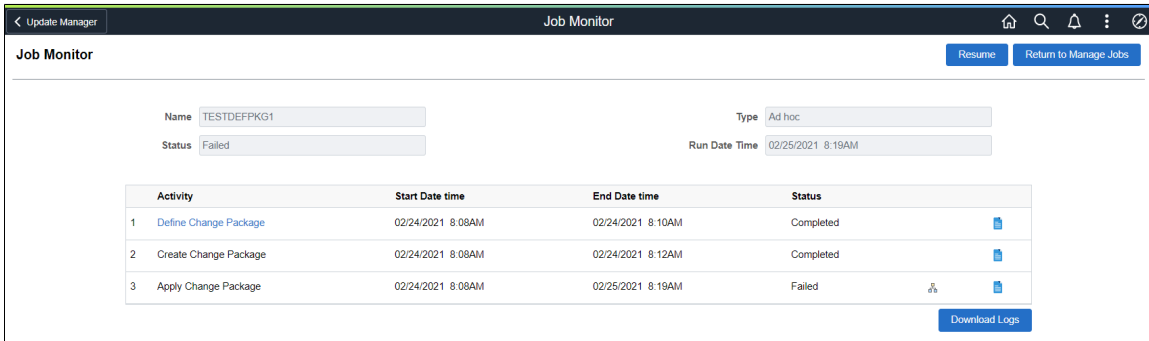 Update Manager
Job Monitor
Job Monitor
Resume
Return to Manage Jobs
Name TESTDEFPKG1 Type Ad hoc
Status Failed Run Date Time 02/25/2021 8:19AM
Activity Start Date time End Date time Status
1 Define Change Package 02/24/2021 8:08AM 02/24/2021 8:10AM Completed
2 Create Change Package 02/24/2021 8:08AM 02/24/2021 8:12AM Completed
3 Apply Change Package 02/24/2021 8:08AM 02/25/2021 8:19AM Failed
Download Logs